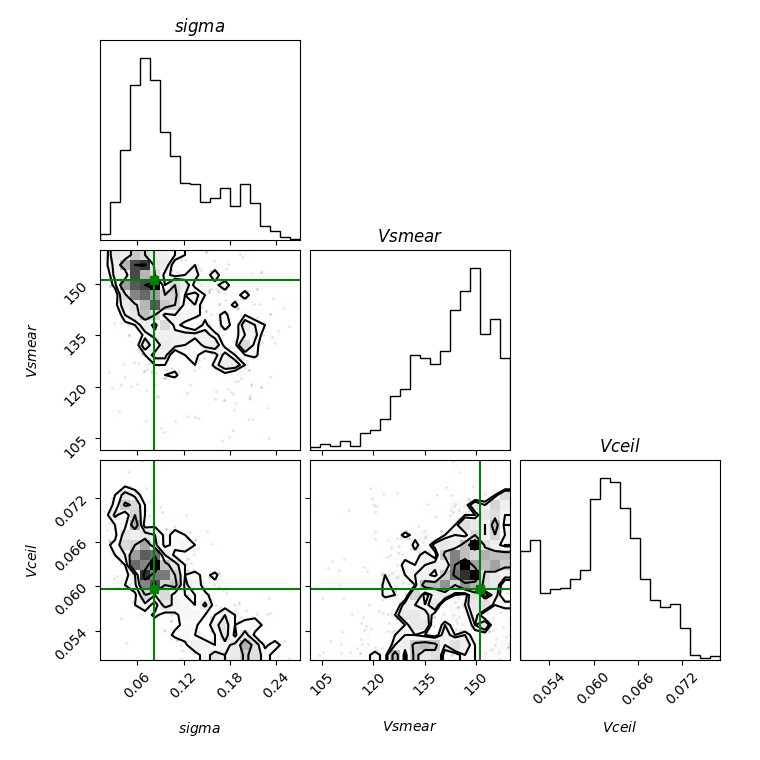 sigma
Vsmear
Vsmear
150
135
120
105
Vceil
Vceil
0.072
0.066
0.060
0.054
0.06 0.12 0.18 0.24
105 120 135 150
0.054 0.060 0.066 0.072
sigma
Vsmear
Vceil